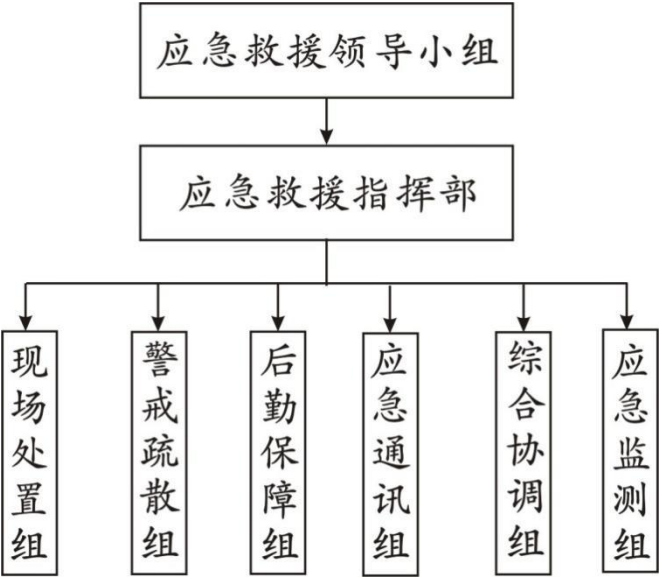 应急救援领导小组
应急救援指挥部
现场处置组
警戒疏散组
后勤保障组
应急通讯组
综合协调组
应急监测组